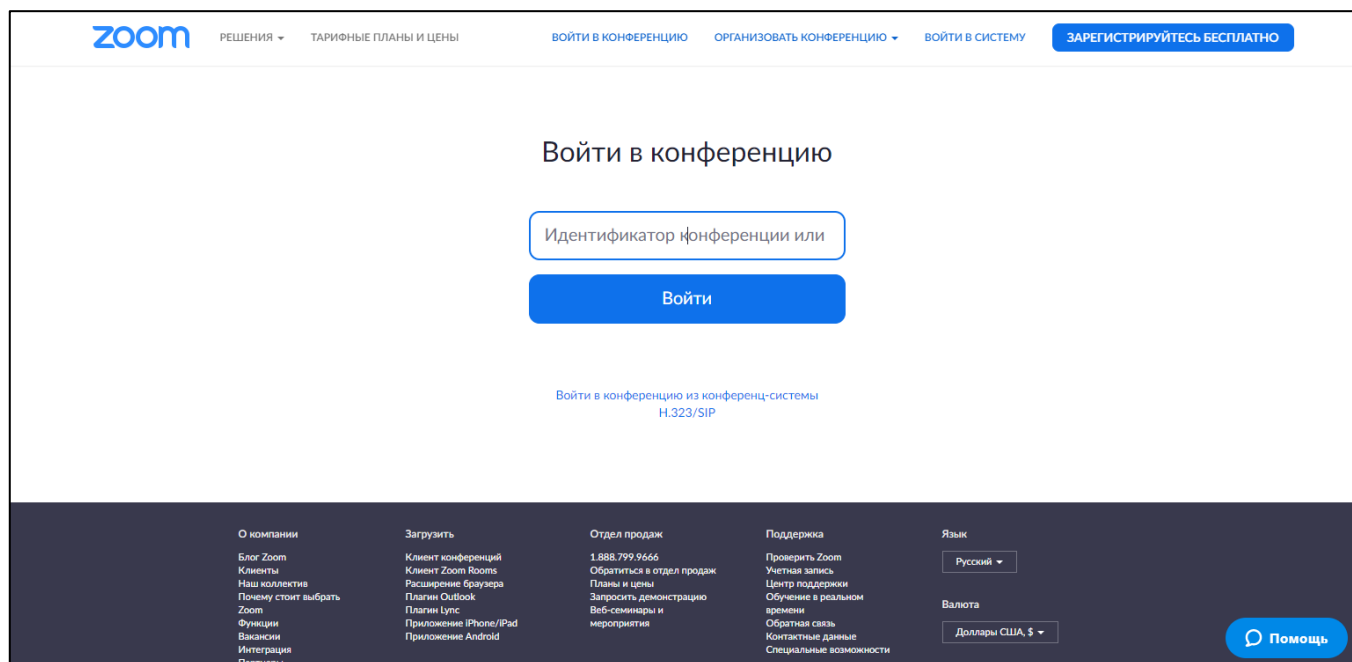 zoom РЕШЕНИЯ ТАРИФНЫЕ ПЛАНЫ И ЦЕНЫ ВОЙТИ В КОНФЕРЕНЦИЮ ОРГАНИЗОВАТЬ КОНФЕРЕНЦИЮ ВОЙТИ В СИСТЕМУ ЗАРЕГИСТРИРУЙТЕСЬ БЕСПЛАТНО
Войти в конференцию
Идентификатор конференции или
Войти
Войти в конференцию из конференц-системы
H.323/SIP
О компании
Блог Zoom
Клиенты
Наш коллектив
Почему стоит выбрать
Zoom
Функции
Вакансии
Интеграция
Партнеры
Загрузить
Клиент конференций
Клиент Zoom Rooms
Расширение браузера
Плагин Outlook
Плагин Lync
Приложение iPhone/iPad
Приложение Android
Отдел продаж
1.888.799.9666
Обратиться в отдел продаж
Планы и цены
Запросить демонстрацию
Веб-семинары и
мероприятия
Поддержка
Проверить Zoom
Учетная запись
Центр поддержки
Обучение в реальном
времени
Обратная связь
Контактные данные
Специальные возможности
Язык
Русский
Валюта
Доллары США, $
Помощь